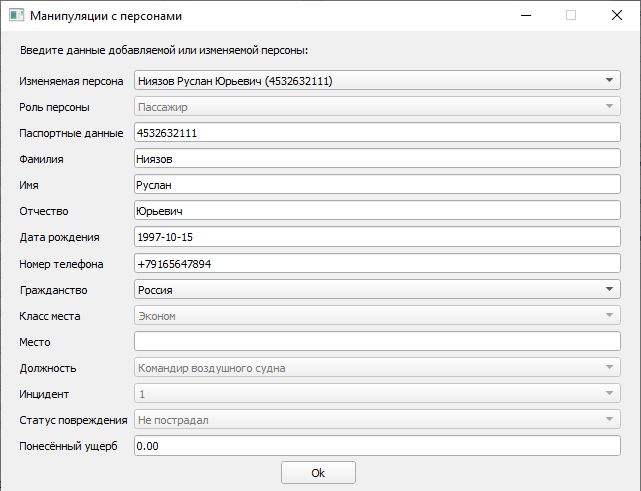 Манипуляции с персонами
Введите данные добавляемой или изменяемой персоны:
Изменяемая персона Ниязов Руслан Юрьевич (4532632111)
Роль персоны Пассажир
Паспортные данные 4532632111
Фамилия Ниязов
Имя Руслан
Отчество Юрьевич
Дата рождения 1997-10-15
Номер телефона +79165647894
Гражданство Россия
Класс места Эконом
Место
Должность Командир воздушного судна
Инцидент 1
Статус повреждения Не пострадал
Понесённый ущерб 0.00
Ok